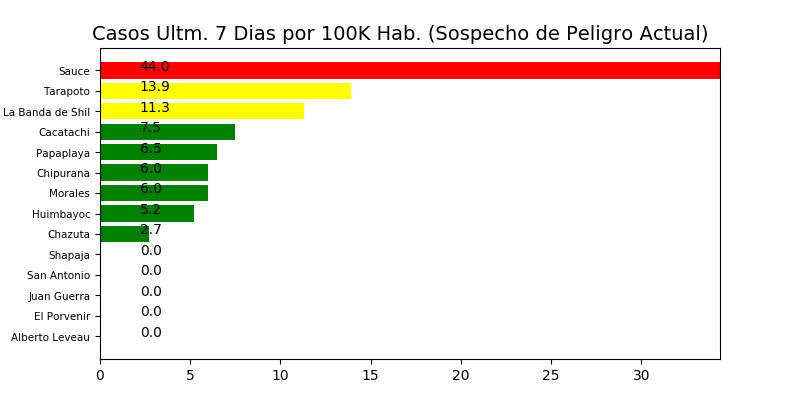 Casos Ultm. 7 Dias por 100K Hab. (Sospecho de Peligro Actual)
Sauce 44.0
Tarapoto 13.9
La Banda de Shil 11.3
Cacatachi 7.5
Papaplaya 6.5
Chipurana 6.0
Morales 6.0
Huimbayoc 5.2
Chazuta 2.7
Shapaja 0.0
San Antonio 0.0
Juan Guerra 0.0
El Porvenir 0.0
Alberto Leveau 0.0
0 5 10 15 20 25 30